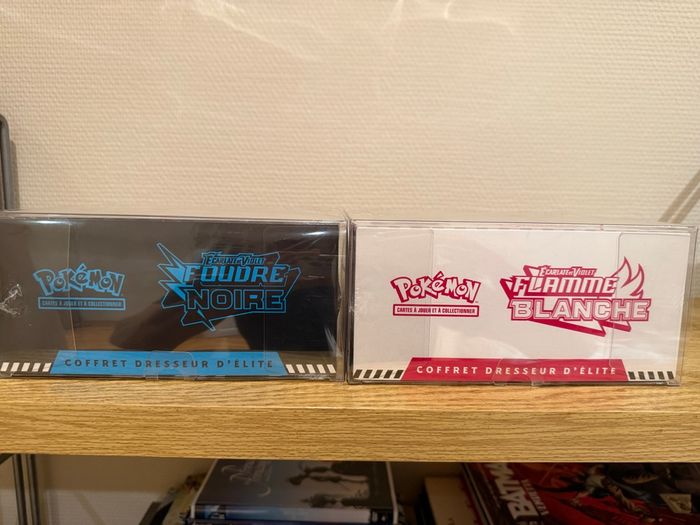 Pokémon
CARTES À JOUER ET À COLLECTIONNER
ÉCARLATE ET VIOLET
FOUDRE
NOIRE
COFFRET DRESSEUR D'ÉLITE
Pokémon
CARTES À JOUER ET À COLLECTIONNER
ÉCARLATE ET VIOLET
FLAMME
BLANCHE
COFFRET DRESSEUR D'ÉLITE